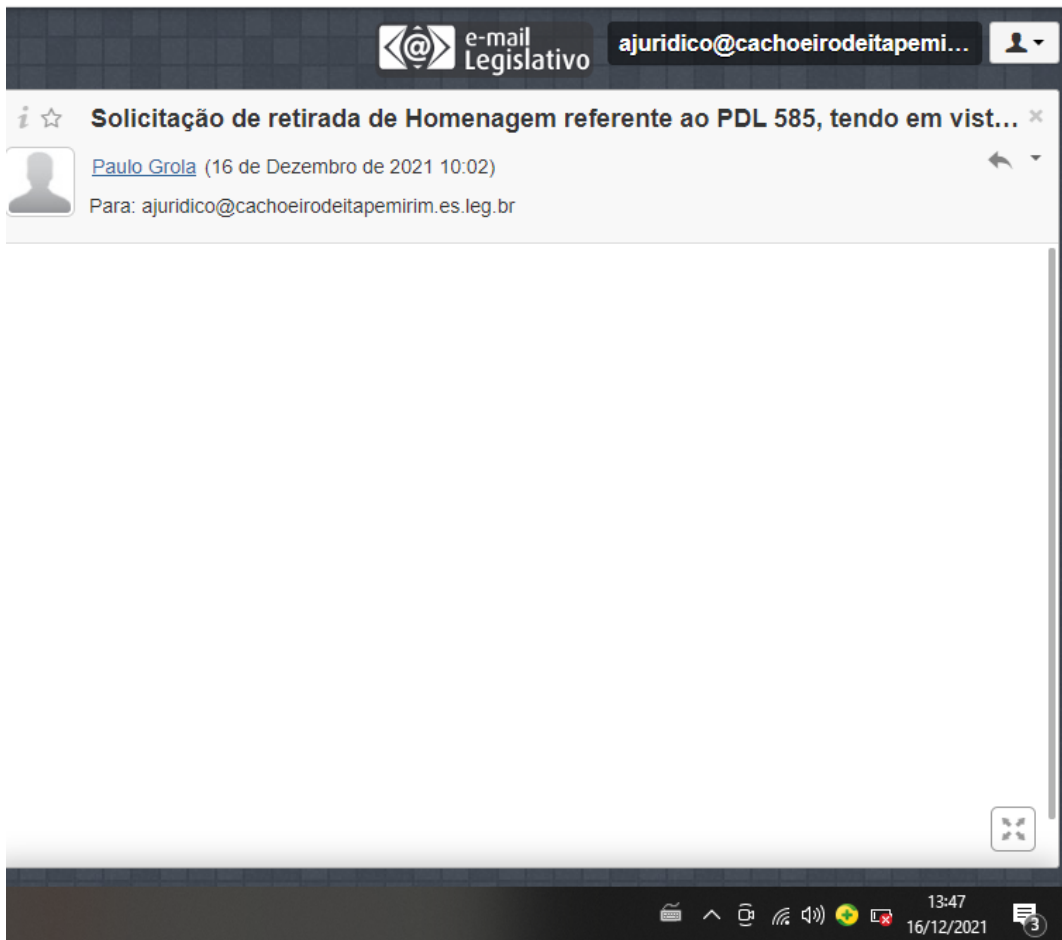 e-mail
Legislativo
ajuridico@cachoeirodeitapemi...
Solicitação de retirada de Homenagem referente ao PDL 585, tendo em vist...
Paulo Grola (16 de Dezembro de 2021 10:02)
Para: ajuridico@cachoeirodeitapemirim.es.leg.br
13:47
16/12/2021
3